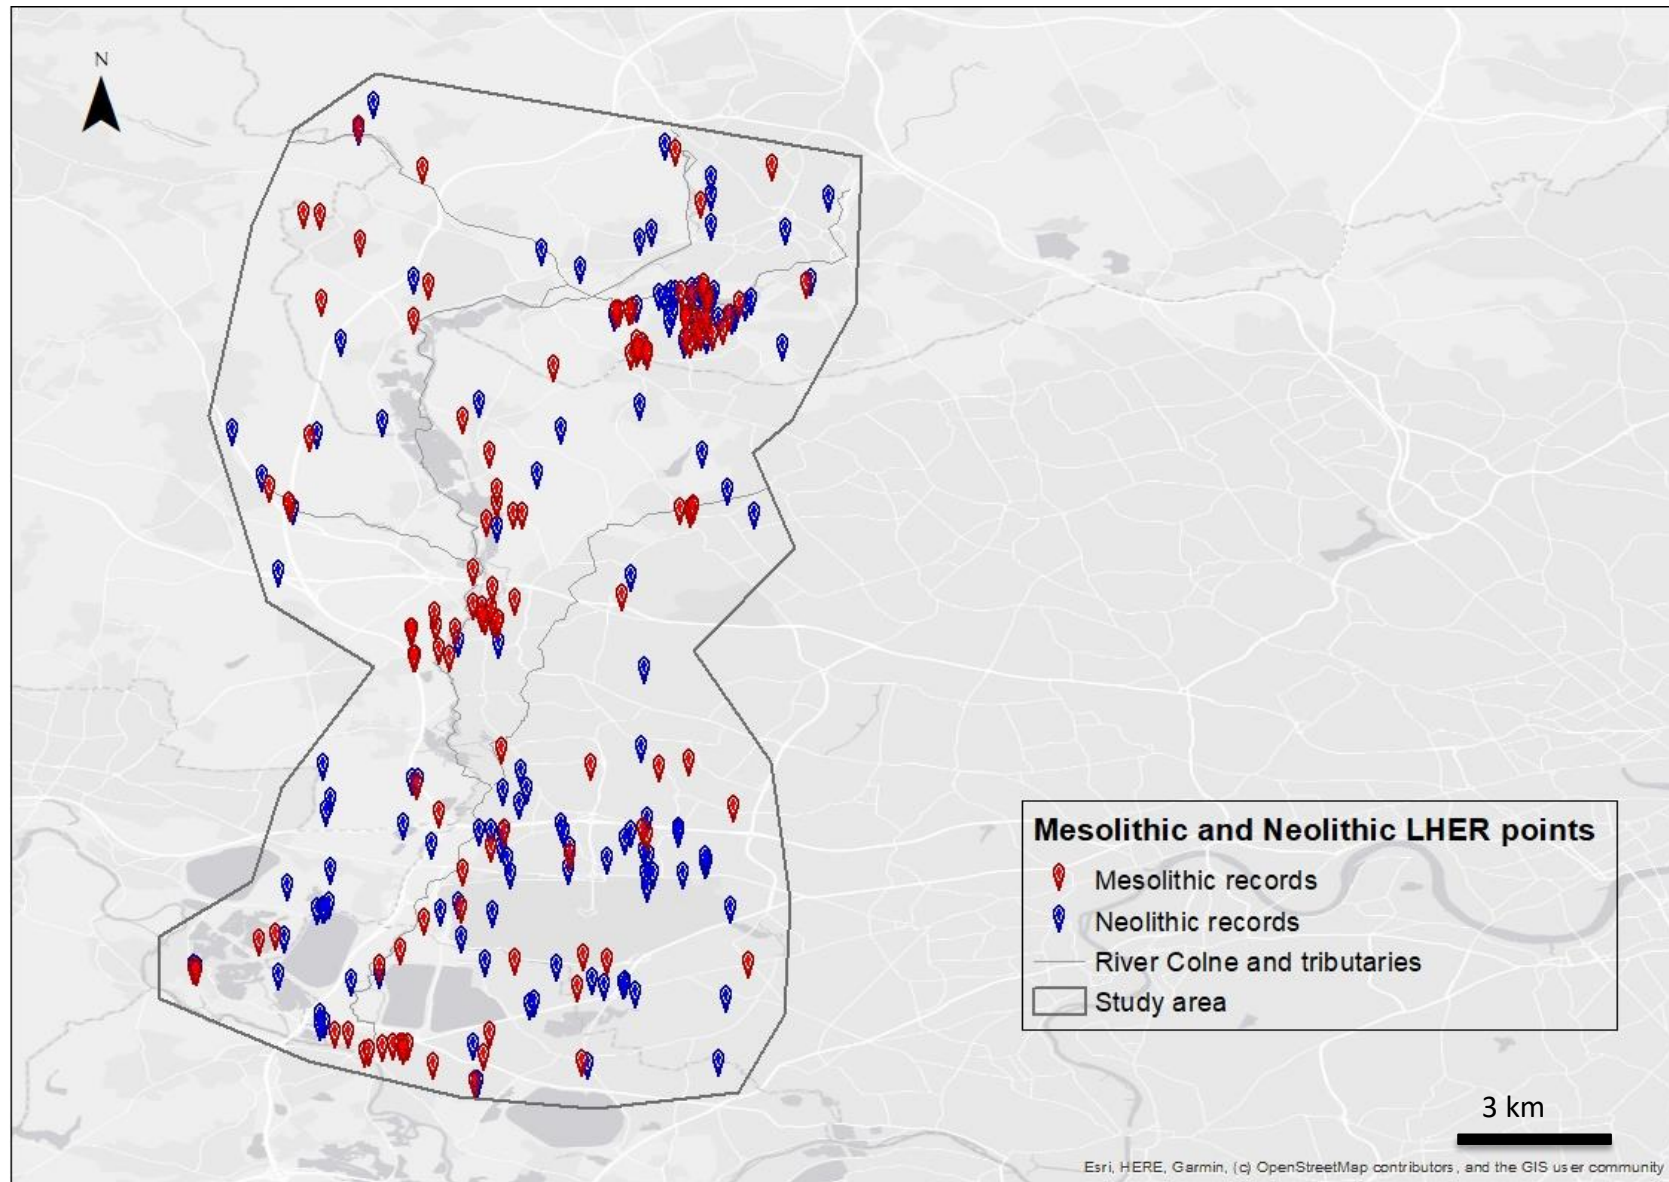 N
Mesolithic and Neolithic LHER points
Mesolithic records
Neolithic records
River Colne and tributaries
Study area
3 km
Esri, HERE, Garmin, (c) OpenStreetMap contributors, and the GIS user community